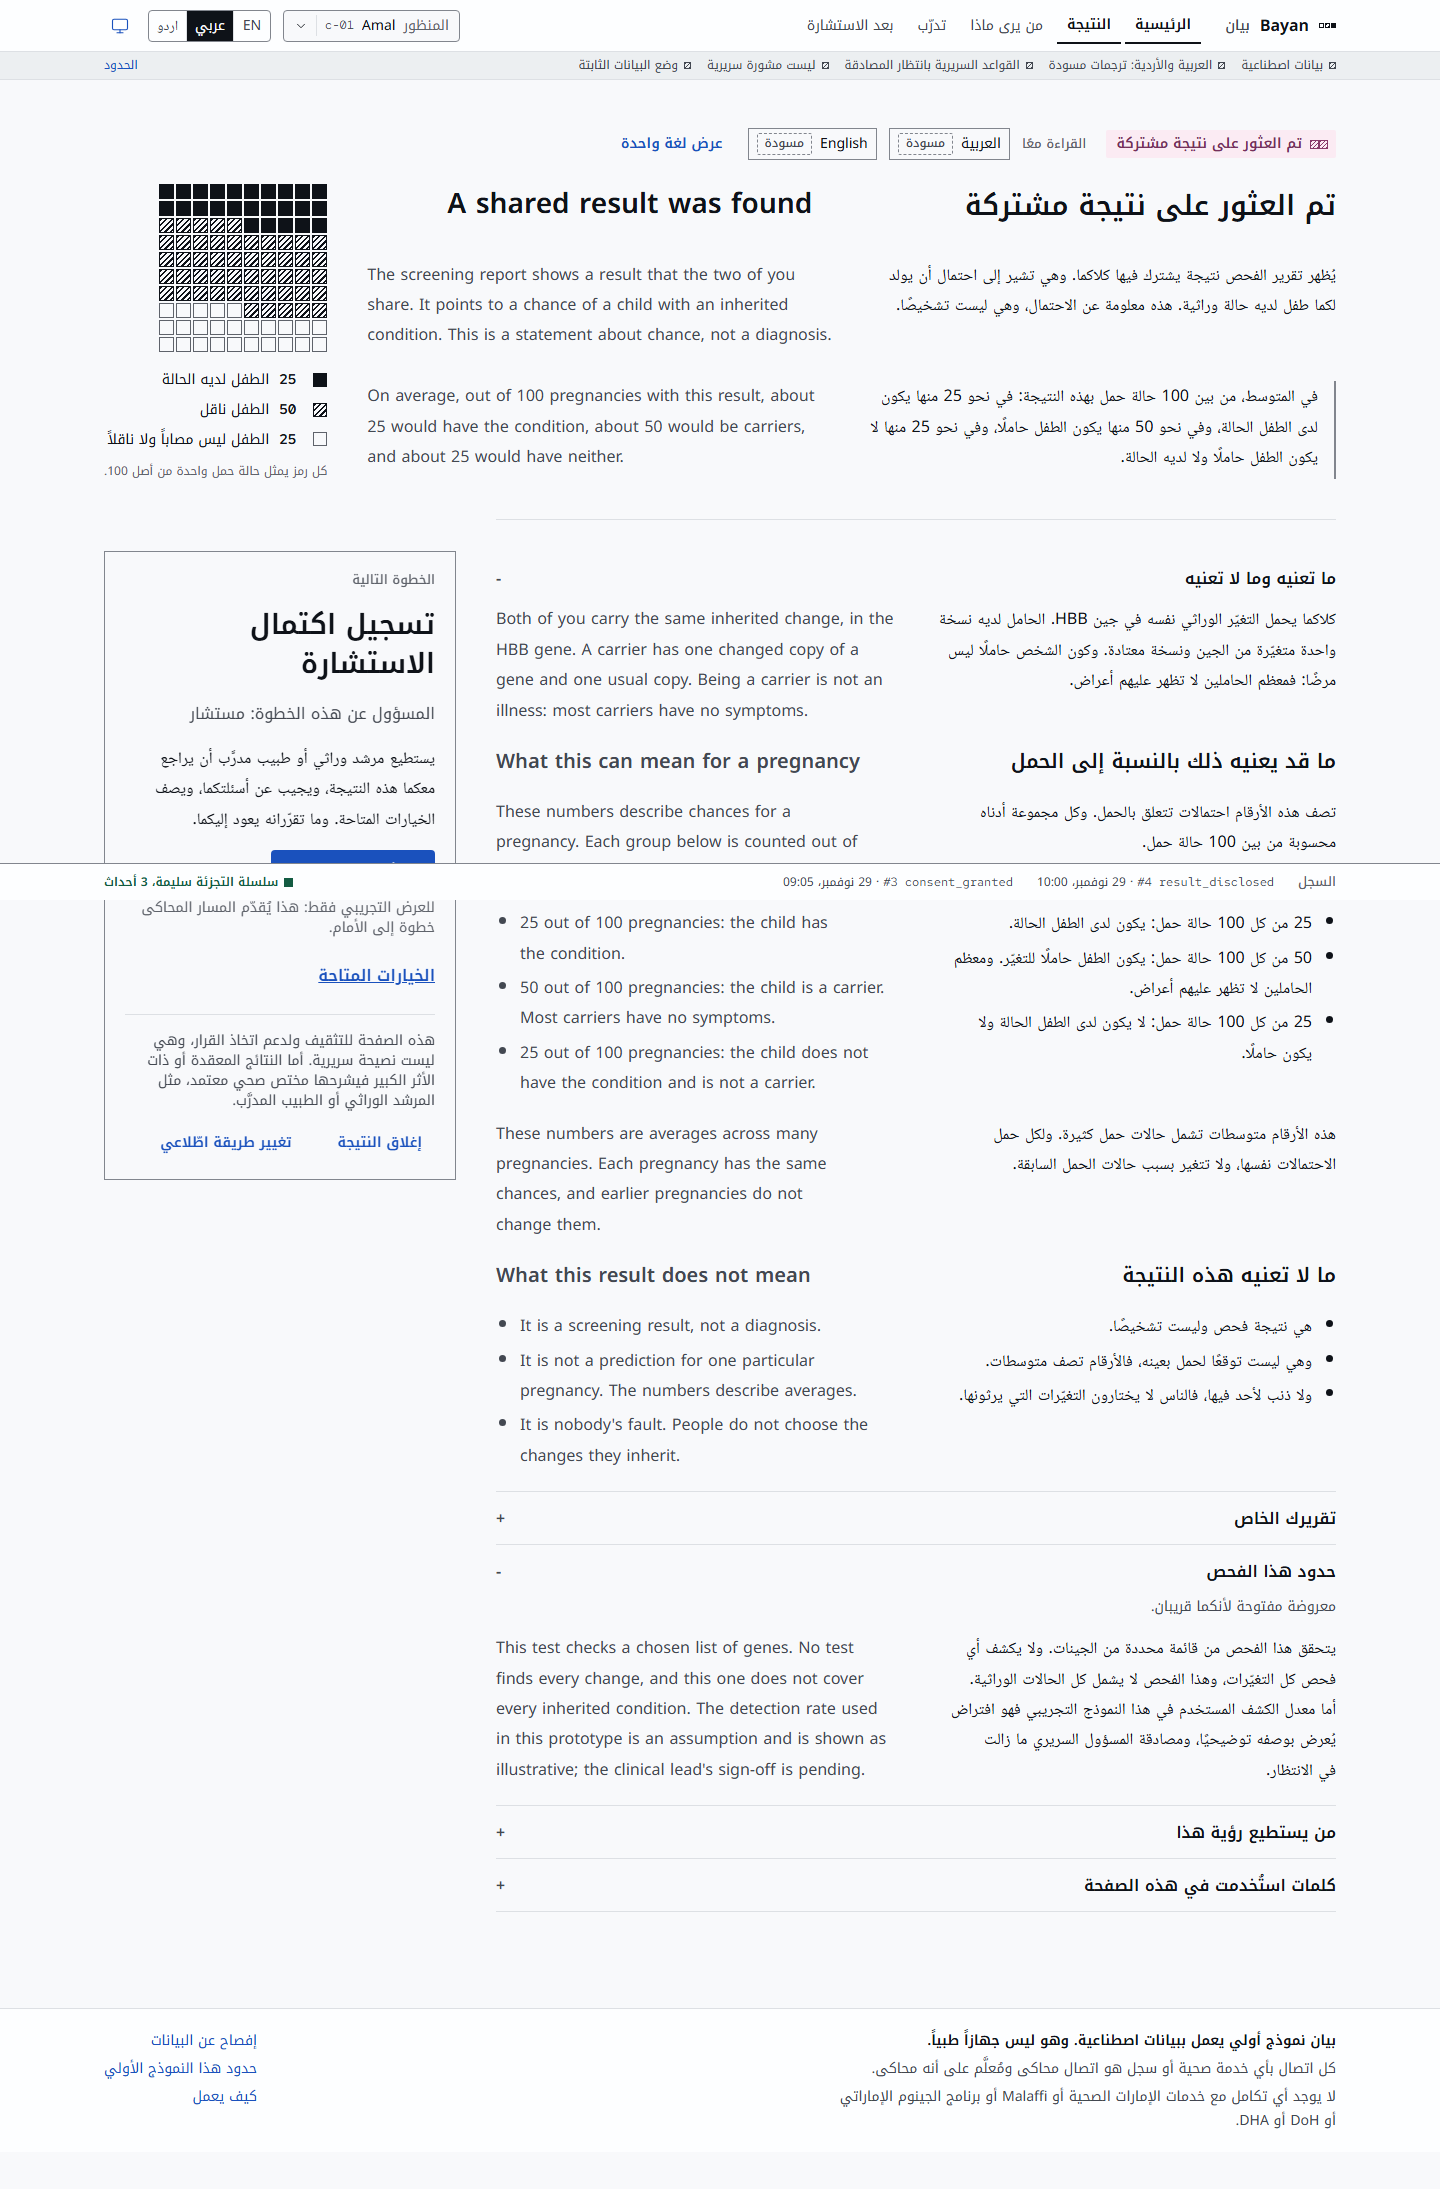 Bayan بيان
الرئيسية
النتيجة
من يرى ماذا
تدرّب
بعد الاستشارة
المنظور Amal c-01
EN
عربي
اردو
بيانات اصطناعية
العربية والأردية: ترجمات مسودة
القواعد السريرية بانتظار المصادقة
ليست مشورة سريرية
وضع البيانات الثابتة
الحدود
تم العثور على نتيجة مشتركة
القراءة معًا
العربية مسودة
English مسودة
عرض لغة واحدة
تم العثور على نتيجة مشتركة
يُظهر تقرير الفحص نتيجة يشترك فيها كلاكما. وهي تشير إلى احتمال أن يولد
لكما طفل لديه حالة وراثية. هذه معلومة عن الاحتمال، وهي ليست تشخيصًا.
A shared result was found
The screening report shows a result that the two of you
share. It points to a chance of a child with an inherited
condition. This is a statement about chance, not a diagnosis.
في المتوسط، من بين 100 حالة حمل بهذه النتيجة: في نحو 25 منها يكون
لدى الطفل الحالة، وفي نحو 50 منها يكون الطفل حاملًا، وفي نحو 25 منها لا
يكون الطفل حاملًا ولا لديه الحالة.
On average, out of 100 pregnancies with this result, about
25 would have the condition, about 50 would be carriers,
and about 25 would have neither.
25 الطفل لديه الحالة
50 الطفل ناقل
25 الطفل ليس مصاباً ولا ناقلاً
كل رمز يمثل حالة حمل واحدة من أصل 100.
ما تعنيه وما لا تعنيه
-
كلاكما يحمل التغيّر الوراثي نفسه في جين HBB. الحامل لديه نسخة
واحدة متغيّرة من الجين ونسخة معتادة. وكون الشخص حاملًا ليس
مرضًا: فمعظم الحاملين لا تظهر عليهم أعراض.
Both of you carry the same inherited change, in the
HBB gene. A carrier has one changed copy of a
gene and one usual copy. Being a carrier is not an
illness: most carriers have no symptoms.
ما قد يعنيه ذلك بالنسبة إلى الحمل
What this can mean for a pregnancy
تصف هذه الأرقام احتمالات تتعلق بالحمل. وكل مجموعة أدناه
محسوبة من بين 100 حالة حمل.
These numbers describe chances for a
pregnancy. Each group below is counted out of
السجل
result_disclosed #4 · 29 نوفمبر، 10:00
consent_granted #3 · 29 نوفمبر، 09:05
سلسلة التجزئة سليمة، 3 أحداث
25 من كل 100 حالة حمل: يكون لدى الطفل الحالة.
50 من كل 100 حالة حمل: يكون الطفل حاملًا للتغيّر. ومعظم
الحاملين لا تظهر عليهم أعراض.
25 من كل 100 حالة حمل: لا يكون لدى الطفل الحالة ولا
يكون حاملًا.
25 out of 100 pregnancies: the child has
the condition.
50 out of 100 pregnancies: the child is a carrier.
Most carriers have no symptoms.
25 out of 100 pregnancies: the child does not
have the condition and is not a carrier.
هذه الأرقام متوسطات تشمل حالات حمل كثيرة. ولكل حمل
الاحتمالات نفسها، ولا تتغير بسبب حالات الحمل السابقة.
These numbers are averages across many
pregnancies. Each pregnancy has the same
chances, and earlier pregnancies do not
change them.
ما لا تعنيه هذه النتيجة
What this result does not mean
هي نتيجة فحص وليست تشخيصًا.
وهي ليست توقعًا لحمل بعينه، فالأرقام تصف متوسطات.
ولا ذنب لأحد فيها، فالناس لا يختارون التغيّرات التي يرثونها.
It is a screening result, not a diagnosis.
It is not a prediction for one particular
pregnancy. The numbers describe averages.
It is nobody's fault. People do not choose the
changes they inherit.
تقريرك الخاص
+
حدود هذا الفحص
-
معروضة مفتوحة لأنكما قريبان.
يتحقق هذا الفحص من قائمة محددة من الجينات. ولا يكشف أي
فحص كل التغيّرات، وهذا الفحص لا يشمل كل الحالات الوراثية.
أما معدل الكشف المستخدم في هذا النموذج التجريبي فهو افتراض
يُعرض بوصفه توضيحيًا، ومصادقة المسؤول السريري ما زالت
في الانتظار.
This test checks a chosen list of genes. No test
finds every change, and this one does not cover
every inherited condition. The detection rate used
in this prototype is an assumption and is shown as
illustrative; the clinical lead's sign-off is pending.
من يستطيع رؤية هذا
+
كلمات استُخدمت في هذه الصفحة
+
الخطوة التالية
تسجيل اكتمال
الاستشارة
المسؤول عن هذه الخطوة: مستشار
يستطيع مرشد وراثي أو طبيب مدرَّب أن يراجع
معكما هذه النتيجة، ويجيب عن أسئلتكما، ويصف
الخيارات المتاحة. وما تقرّرانه يعود إليكما.
للعرض التجريبي فقط: هذا يُقدّم المسار المحاكى
خطوة إلى الأمام.
الخيارات المتاحة
هذه الصفحة للتثقيف ولدعم اتخاذ القرار، وهي
ليست نصيحة سريرية. أما النتائج المعقدة أو ذات
الأثر الكبير فيشرحها مختص صحي معتمد، مثل
المرشد الوراثي أو الطبيب المدرَّب.
إغلاق النتيجة
تغيير طريقة اطّلاعي
بيان نموذج أولي يعمل ببيانات اصطناعية. وهو ليس جهازاً طبياً.
كل اتصال بأي خدمة صحية أو سجل هو اتصال محاكى ومُعلَّم على أنه محاكى.
لا يوجد أي تكامل مع خدمات الإمارات الصحية أو Malaffi أو برنامج الجينوم الإماراتي
أو DoH أو DHA.
إفصاح عن البيانات
حدود هذا النموذج الأولي
كيف يعمل